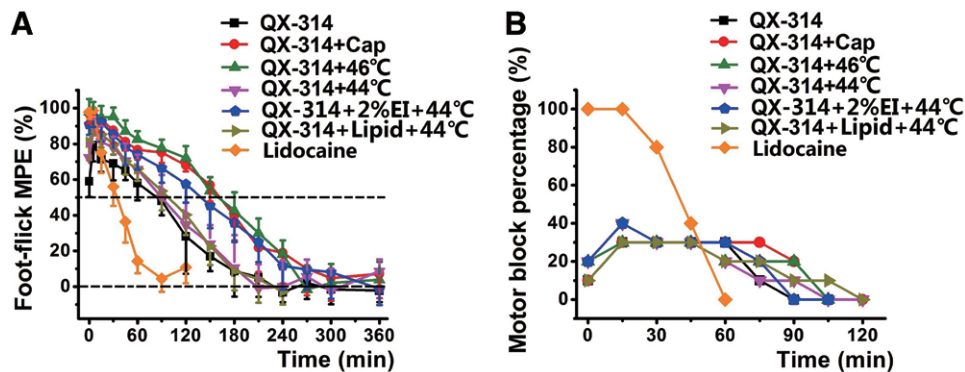 A
QX-314
QX-314+Cap
QX-314+46℃
QX-314+44℃
QX-314+2%EI+44℃
QX-314+Lipid+44℃
Lidocaine
Foot-flick MPE (%)
100
80
60
40
20
0
0 60 120 180 240 300 360
Time (min)
B
QX-314
QX-314+Cap
QX-314+46℃
QX-314+44℃
QX-314+2%EI+44℃
QX-314+Lipid+44℃
Lidocaine
Motor block percentage (%)
100
80
60
40
20
0
0 30 60 90 120
Time (min)